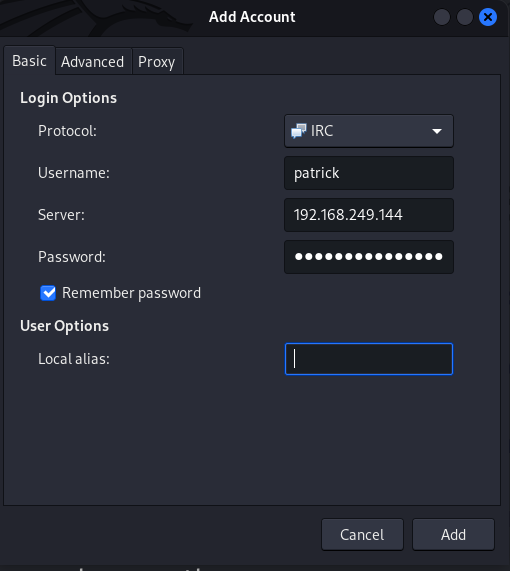 Add Account
Basic Advanced Proxy
Login Options
Protocol: IRC
Username: patrick
Server: 192.168.249.144
Password: ●●●●●●●●●●●●●●●
Remember password
User Options
Local alias:
Cancel Add